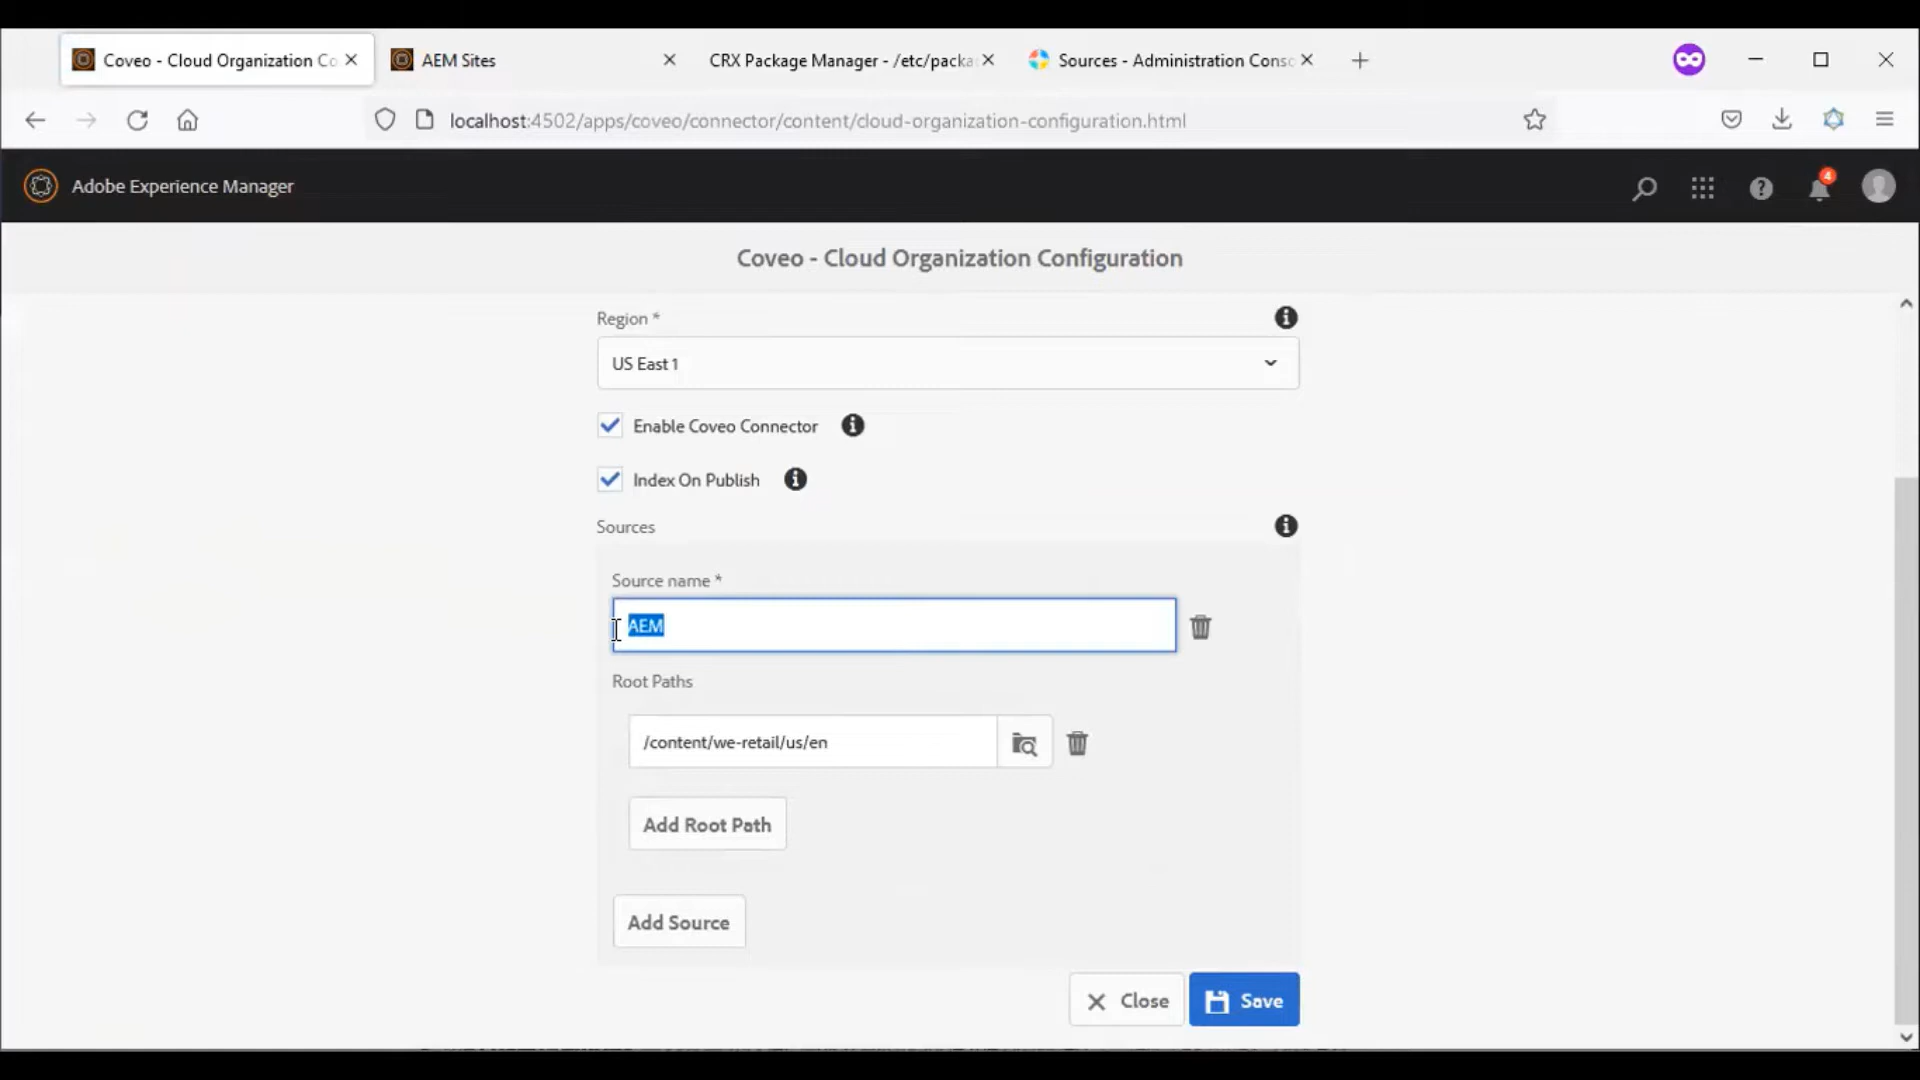 Coveo - Cloud Organization Co
AEM Sites
CRX Package Manager - /etc/packa
Sources - Administration Consc
localhost:4502/apps/coveo/connector/content/cloud-organization-configuration.html
Adobe Experience Manager
4
Coveo - Cloud Organization Configuration
Region *
US East 1
Enable Coveo Connector
Index On Publish
Sources
Source name *
AEM
Root Paths
/content/we-retail/us/en
Add Root Path
Add Source
Close
Save